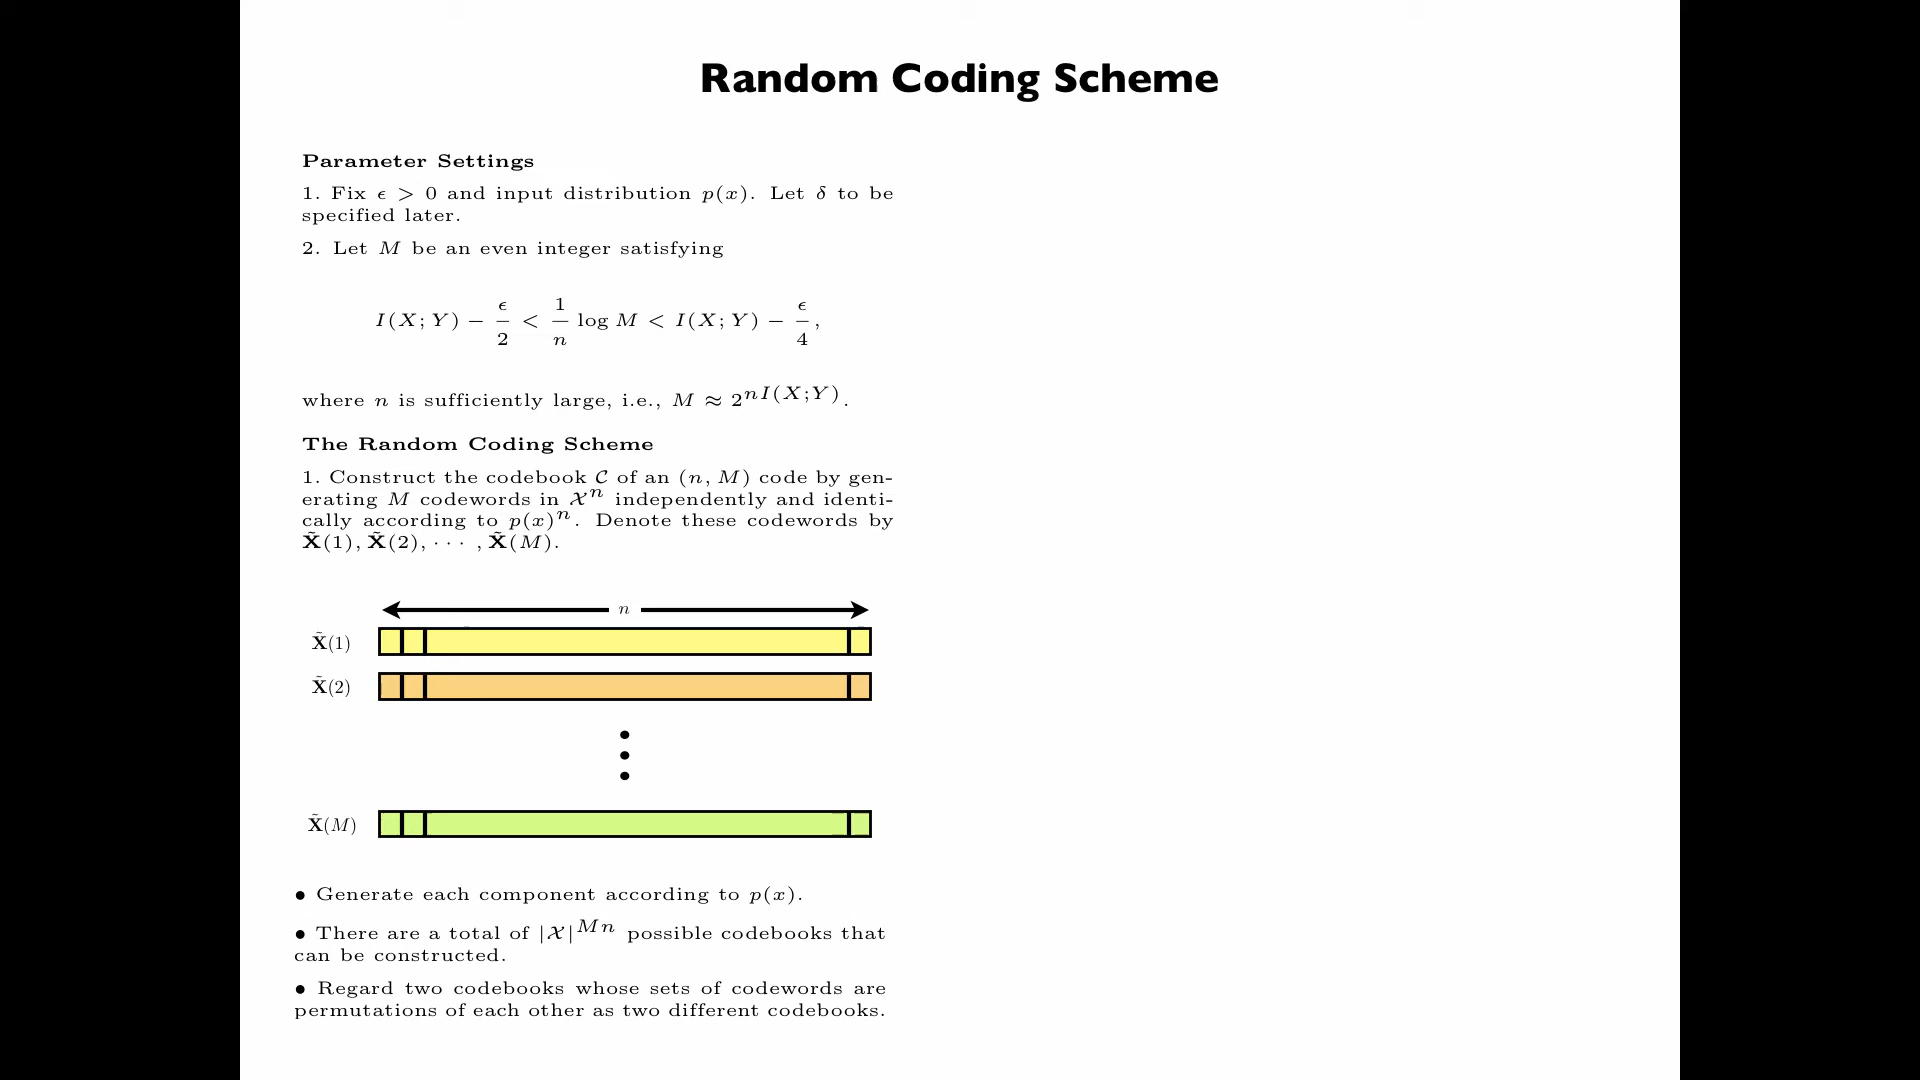 Random Coding Scheme
Parameter Settings
1. Fix ϵ > 0 and input distribution p(x). Let δ to be
specified later.
2. Let M be an even integer satisfying
I(X; Y) − ϵ/2 < 1/n log M < I(X; Y) − ϵ/4,
where n is sufficiently large, i.e., M ≈ 2^{nI(X;Y)}.
The Random Coding Scheme
1. Construct the codebook 𝒞 of an (n, M) code by gen-
erating M codewords in 𝒳^n independently and identi-
cally according to p(x)^n. Denote these codewords by
X̃(1), X̃(2), · · · , X̃(M).
n
X̃(1)
X̃(2)
X̃(M)
• Generate each component according to p(x).
• There are a total of |𝒳|^{Mn} possible codebooks that
can be constructed.
• Regard two codebooks whose sets of codewords are
permutations of each other as two different codebooks.